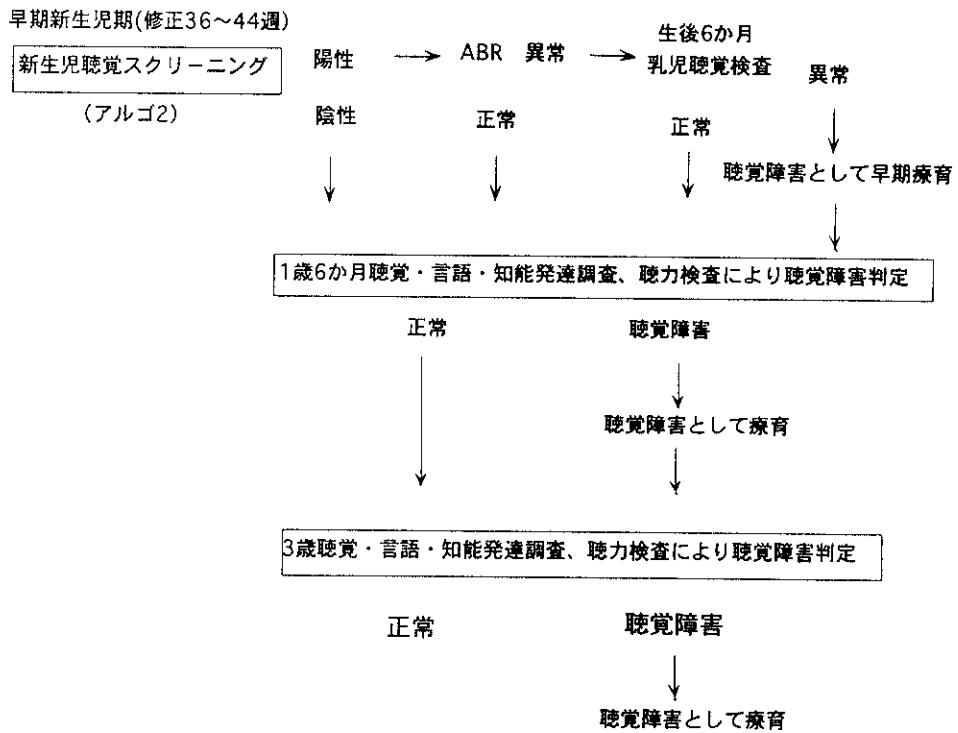 早期新生児期(修正36〜44週)
新生児聴覚スクリーニング
(アルゴ2)
陽性
ABR 異常
生後6か月
乳児聴覚検査
異常
陰性
正常
正常
聴覚障害として早期療育
1歳6か月聴覚・言語・知能発達調査、聴力検査により聴覚障害判定
正常
聴覚障害
聴覚障害として療育
3歳聴覚・言語・知能発達調査、聴力検査により聴覚障害判定
正常
聴覚障害
聴覚障害として療育